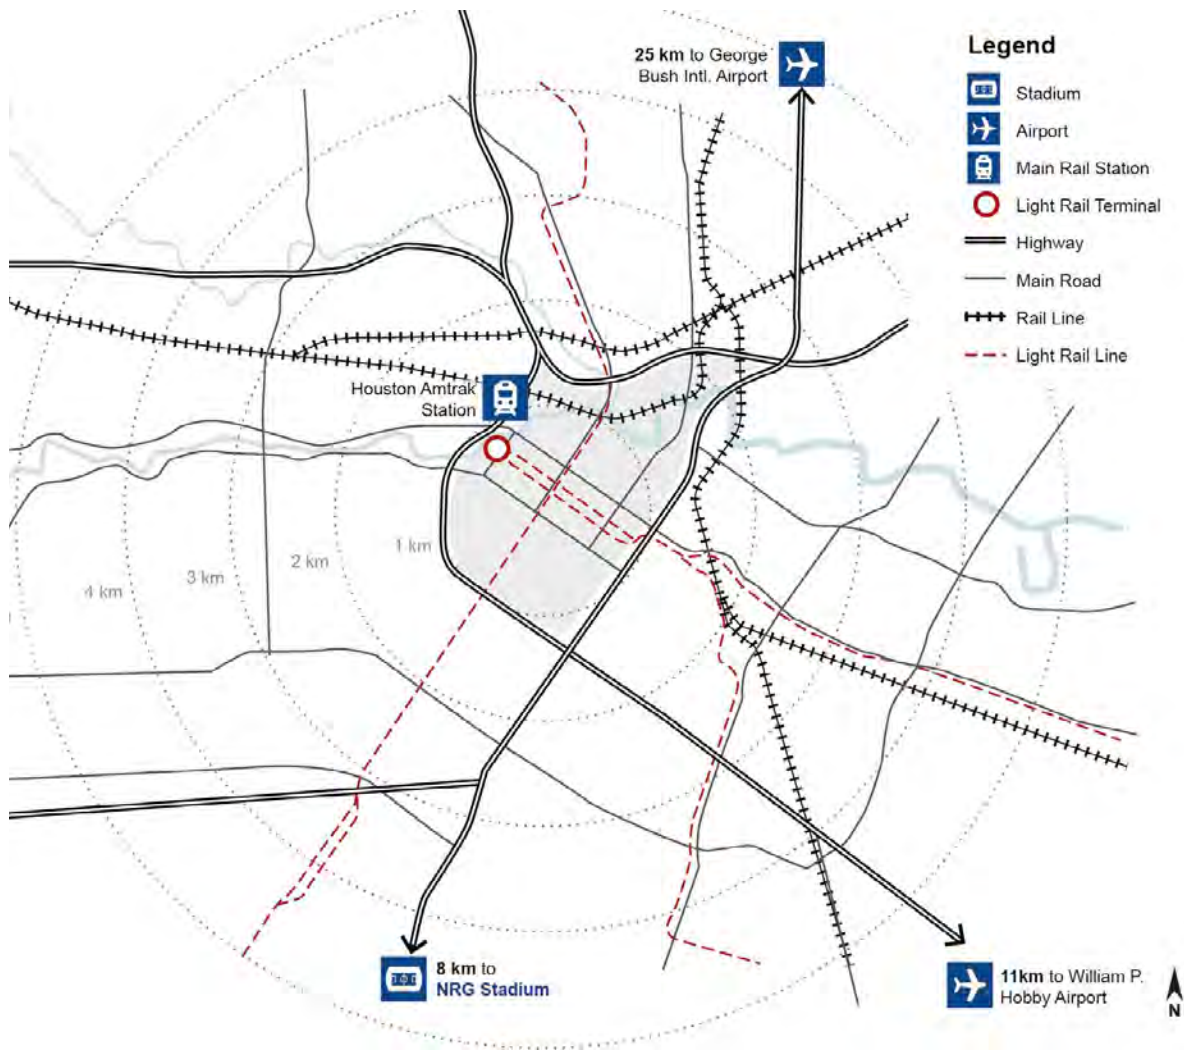 25 km to George
Bush Intl. Airport
Legend
Stadium
Airport
Main Rail Station
Light Rail Terminal
Highway
Main Road
Rail Line
Light Rail Line
Houston Amtrak
Station
1 km
2 km
3 km
4 km
8 km to
NRG Stadium
11km to William P.
Hobby Airport
N